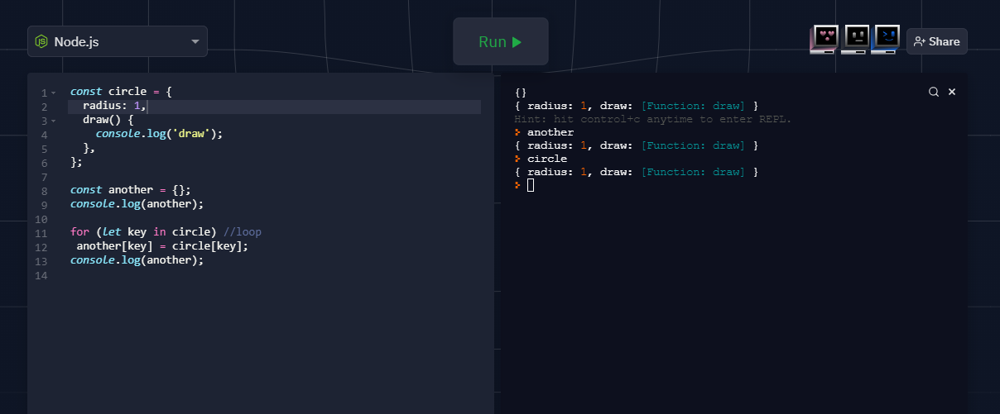 Node.js
Run
Share
1 const circle = {
2   radius: 1,
3   draw() {
4     console.log('draw');
5   },
6 };
7
8 const another = {};
9 console.log(another);
10
11 for (let key in circle) //loop
12  another[key] = circle[key];
13 console.log(another);
14
{}
{ radius: 1, draw: [Function: draw] }
Hint: hit control+c anytime to enter REPL.
another
{ radius: 1, draw: [Function: draw] }
circle
{ radius: 1, draw: [Function: draw] }